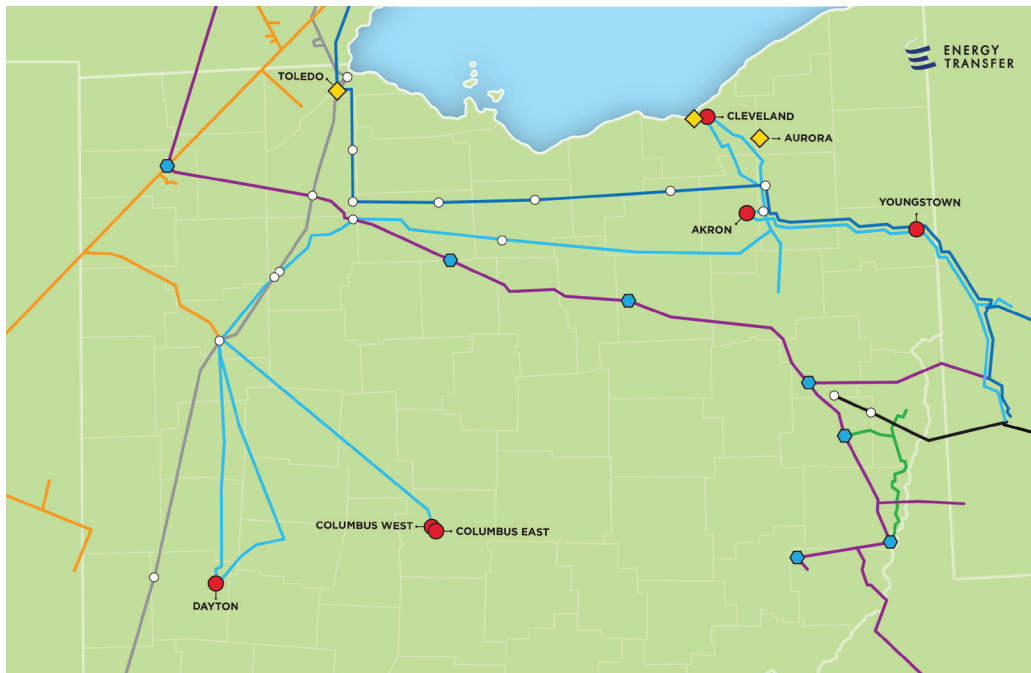 ENERGY
TRANSFER
TOLEDO
CLEVELAND
AURORA
YOUNGSTOWN
AKRON
COLUMBUS WEST
COLUMBUS EAST
DAYTON